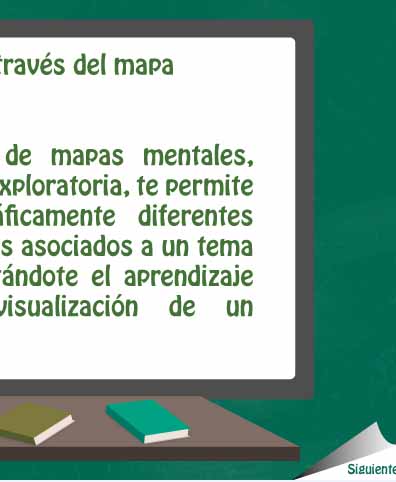 través del mapa
de mapas mentales,
xploratoria, te permite
áficamente diferentes
s asociados a un tema
tándote el aprendizaje
visualización de un
Siguiente